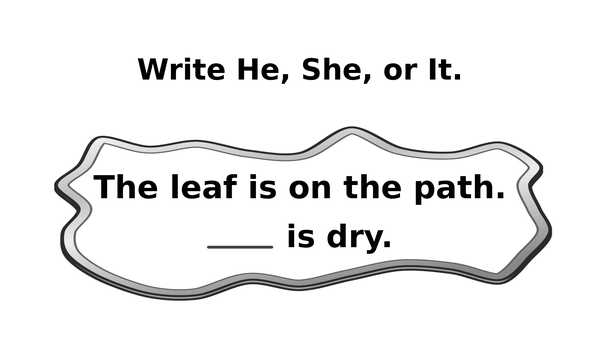 Write He, She, or It.
The leaf is on the path.
____ is dry.